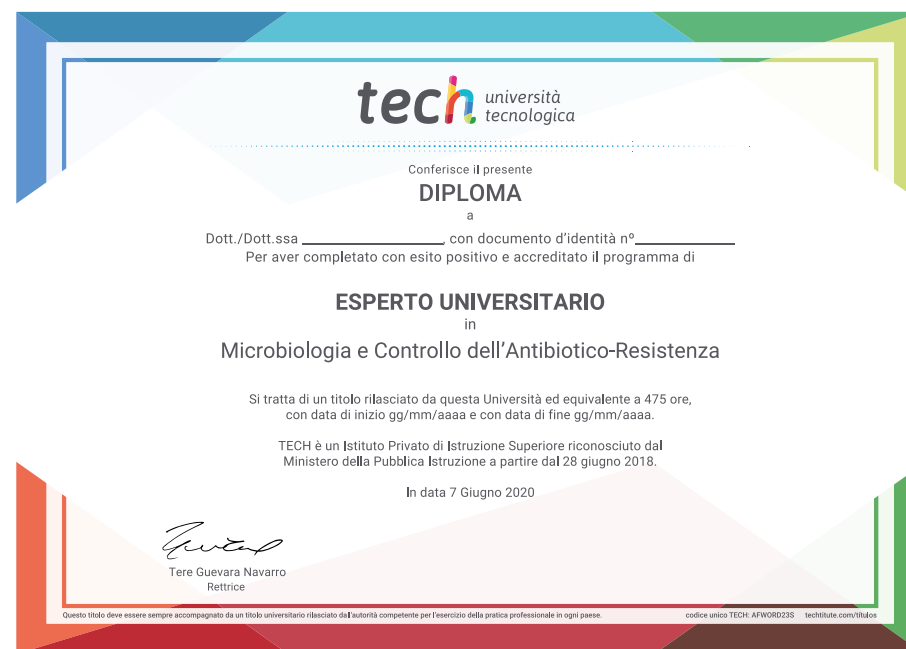 tech università
tecnologica
Conferisce il presente
DIPLOMA
a
Dott./Dott.ssa ____________________, con documento d'identità nº______________
Per aver completato con esito positivo e accreditato il programma di
ESPERTO UNIVERSITARIO
in
Microbiologia e Controllo dell'Antibiotico-Resistenza
Si tratta di un titolo rilasciato da questa Università ed equivalente a 475 ore,
con data di inizio gg/mm/aaaa e con data di fine gg/mm/aaaa.
TECH è un Istituto Privato di Istruzione Superiore riconosciuto dal
Ministero della Pubblica Istruzione a partire dal 28 giugno 2018.
In data 7 Giugno 2020
Tere Guevara Navarro
Rettrice
Questo titolo deve essere sempre accompagnato da un titolo universitario rilasciato dall'autorità competente per l'esercizio della pratica professionale in ogni paese. codice unico TECH: AFWORD23S techtitute.com/titulos